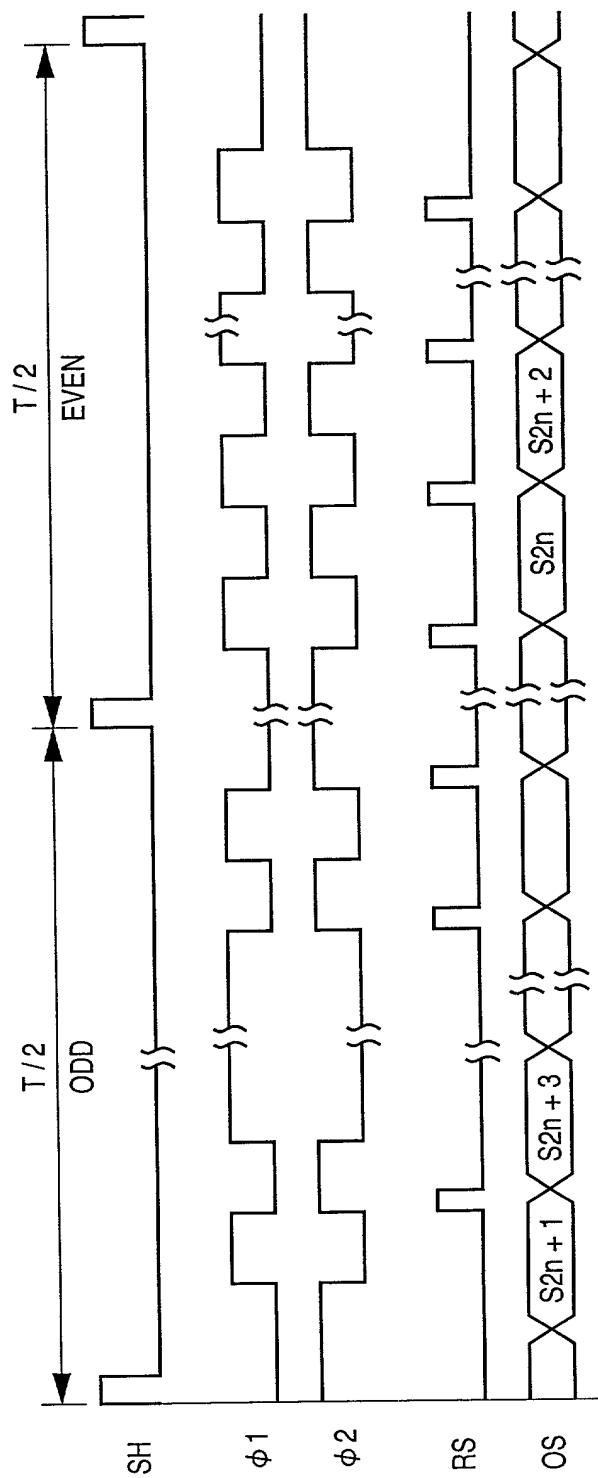 T/2
ODD
T/2
EVEN
SH
ϕ1
ϕ2
RS
OS
S2n+1
S2n+3
S2n
S2n+2